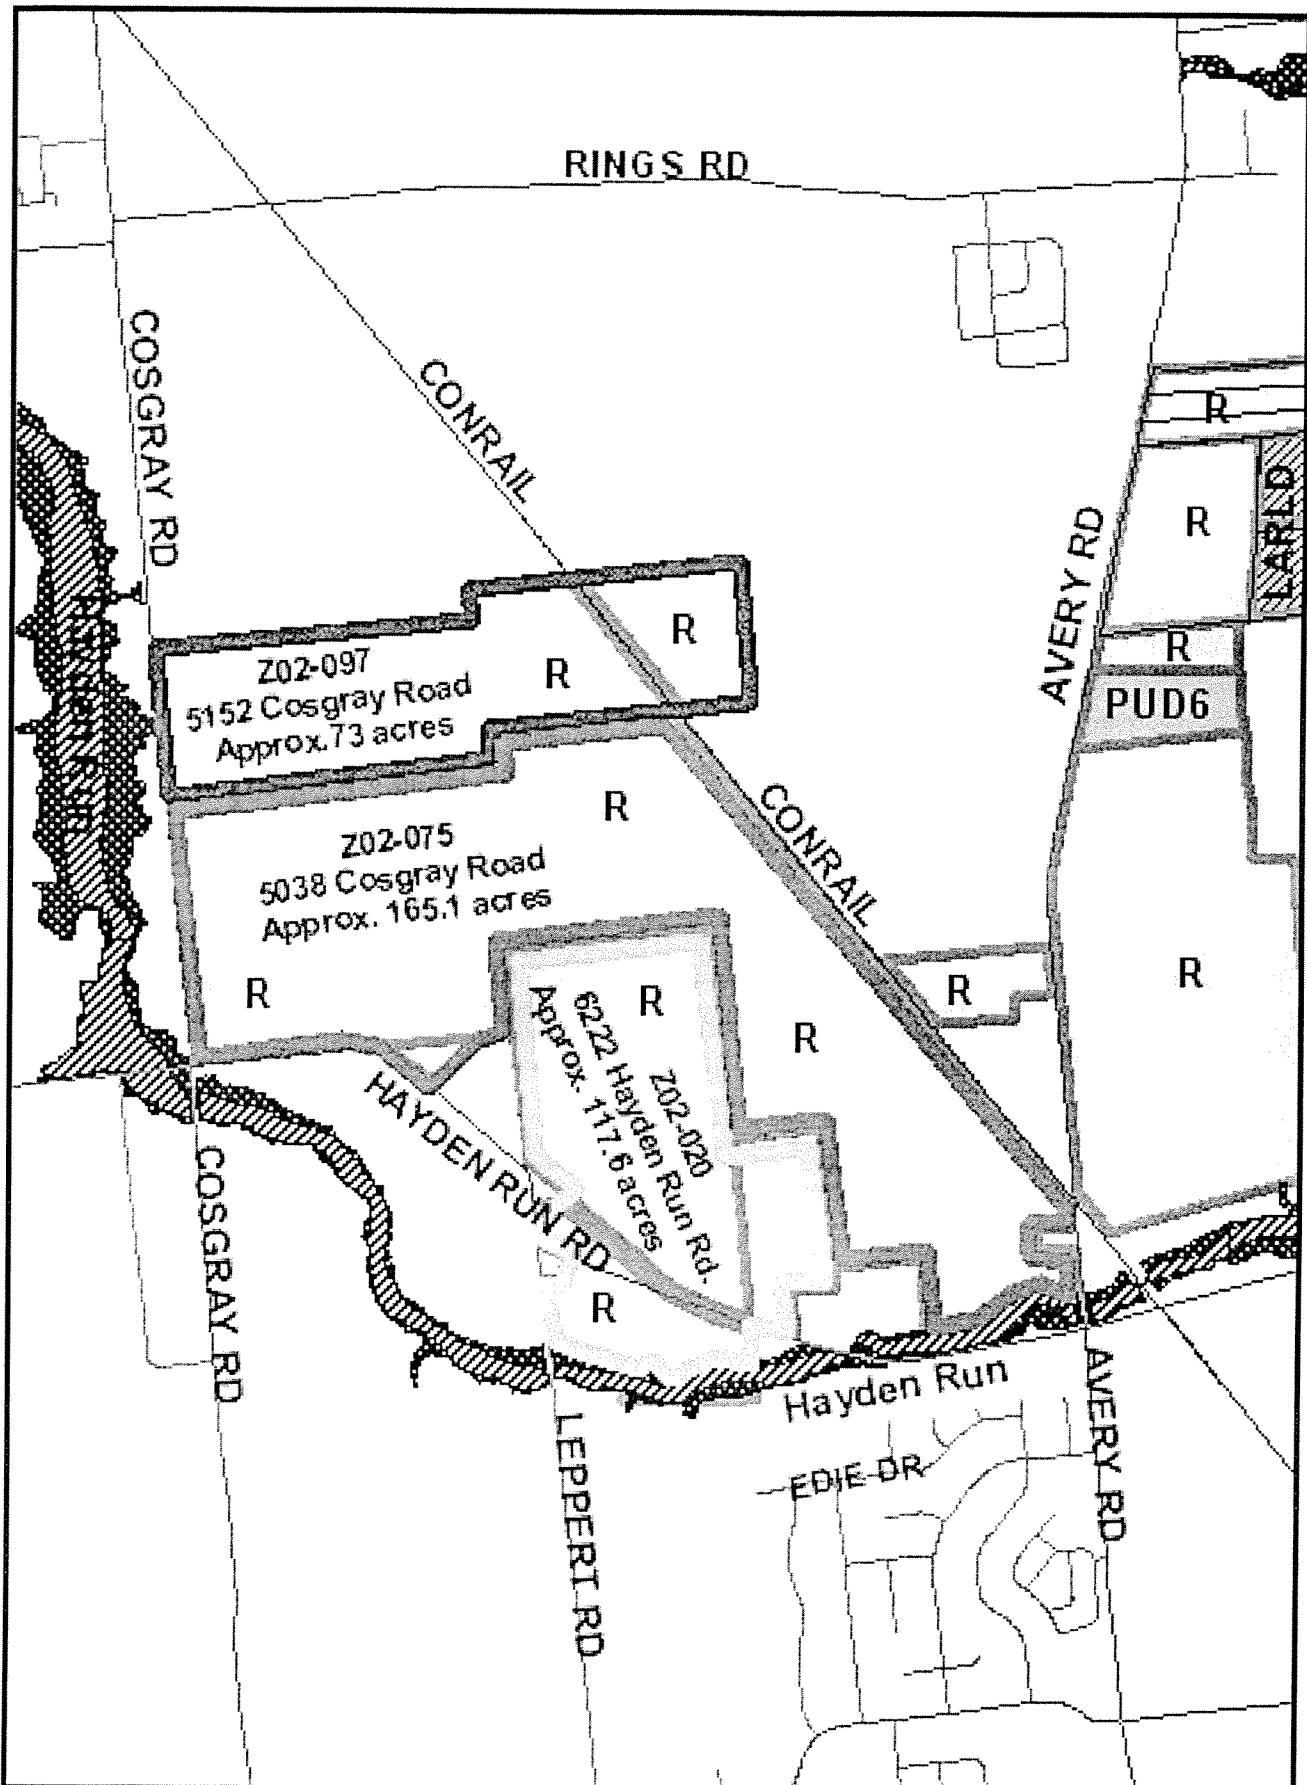 RINGS RD
COSGRAY RD
CONRAIL
R
LARLD
R
AVERY RD
R
R
R
PUD6
Z02-097
5152 Cosgray Road
Approx.73 acres
R
CONRAIL
Z02-075
5038 Cosgray Road
Approx. 165.1 acres
R
R
R
R
R
R
Z02-020
6222 Hayden Run Rd.
Approx. 117.6 acres
HAYDEN RUN RD
R
COSGRAY RD
Hayden Run
AVERY RD
LEPPERT RD
EDIE DR